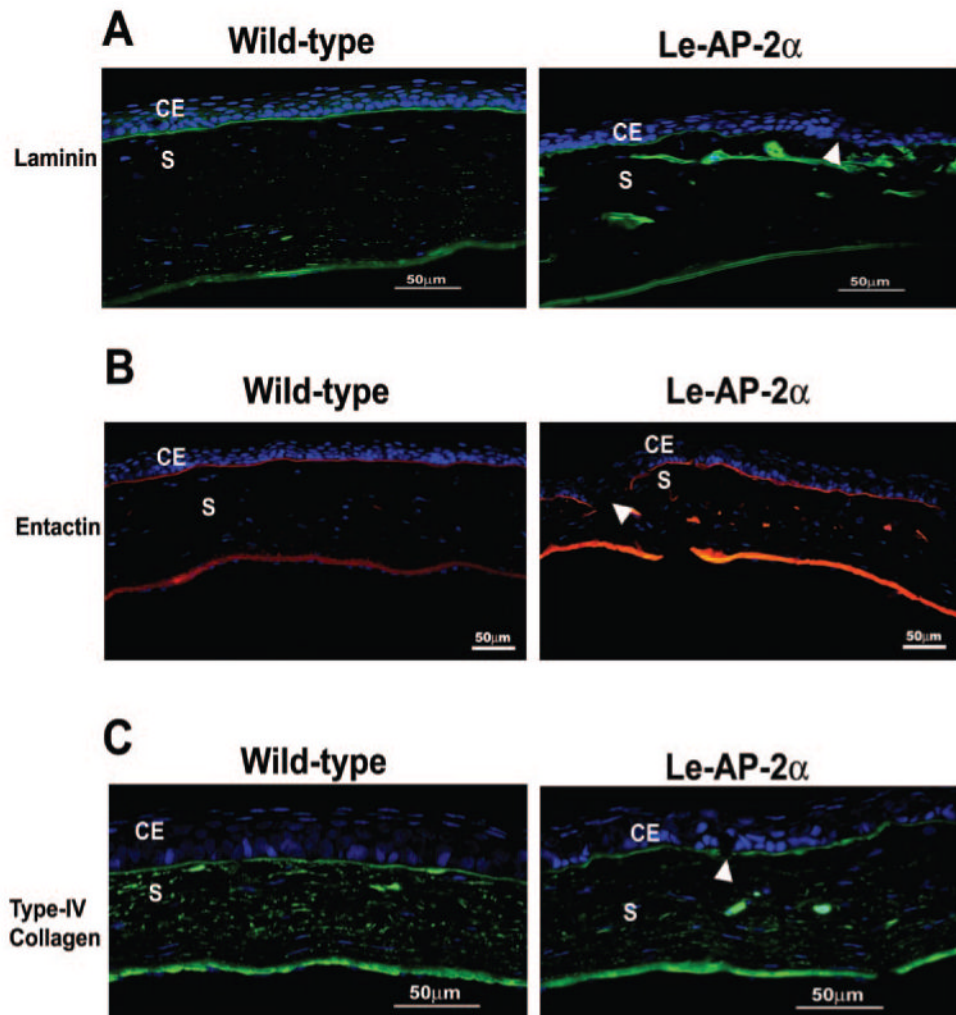 A
Wild-type
Le-AP-2α
Laminin
CE
S
50μm
CE
S
50μm
B
Wild-type
Le-AP-2α
Entactin
CE
S
50μm
CE
S
50μm
C
Wild-type
Le-AP-2α
Type-IV
Collagen
CE
S
50μm
CE
S
50μm